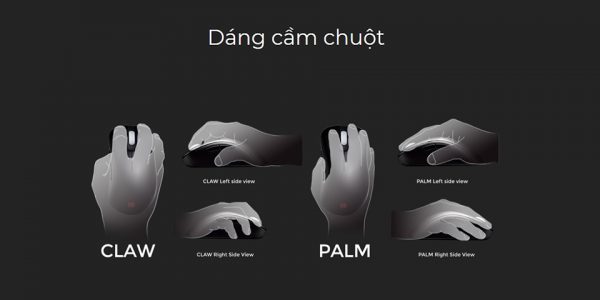 Dáng cầm chuột
CLAW Left side view
PALM Left side view
CLAW Right Side View
PALM Right Side View
CLAW
PALM